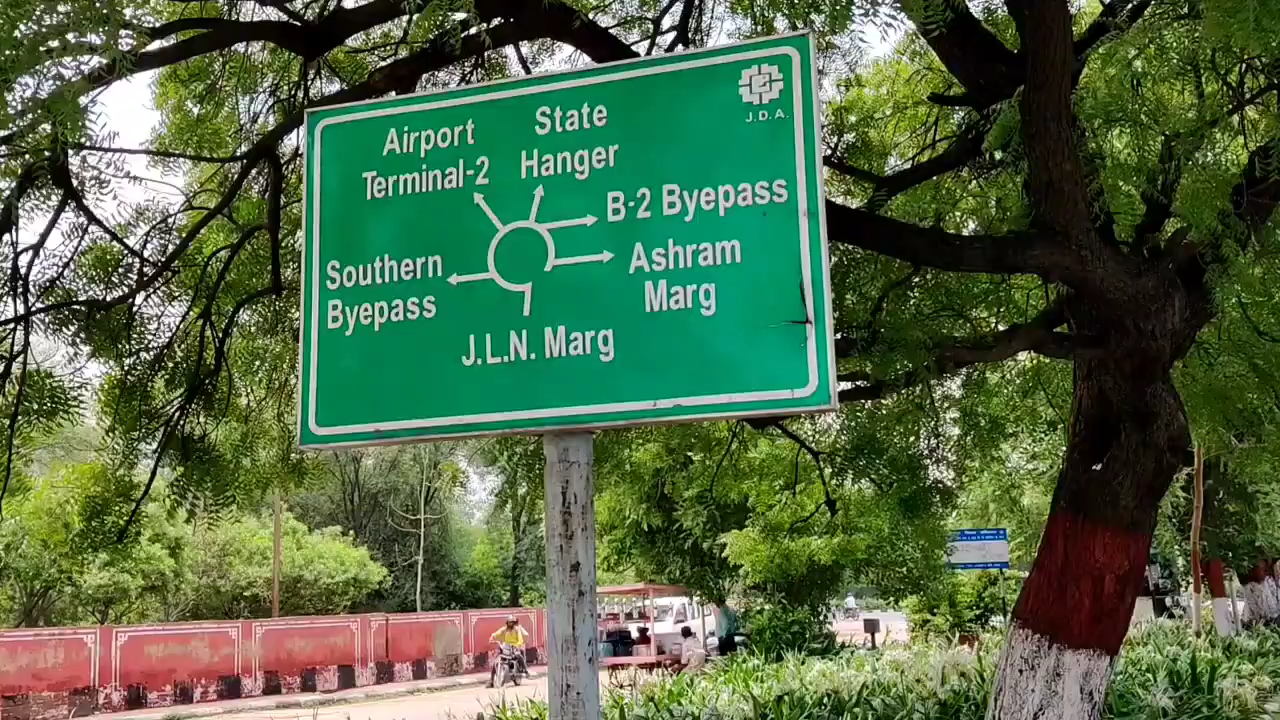 Airport
Terminal-2
State
Hanger
J.D.A.
B-2 Byepass
Southern
Byepass
Ashram
Marg
J.L.N. Marg